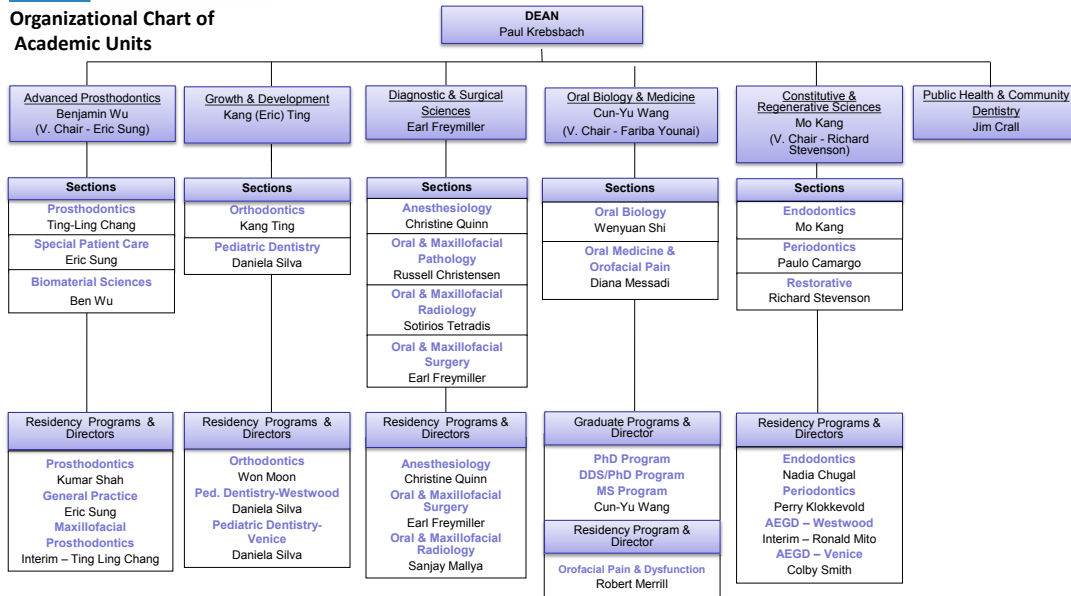 Organizational Chart of
Academic Units
DEAN
Paul Krebsbach
Advanced Prosthodontics
Benjamin Wu
(V. Chair - Eric Sung)
Growth & Development
Kang (Eric) Ting
Diagnostic & Surgical
Sciences
Earl Freymiller
Oral Biology & Medicine
Cun-Yu Wang
(V. Chair - Fariba Younai)
Constitutive &
Regenerative Sciences
Mo Kang
(V. Chair - Richard
Stevenson)
Public Health & Community
Dentistry
Jim Crall
Sections
Prosthodontics
Ting-Ling Chang
Special Patient Care
Eric Sung
Biomaterial Sciences
Ben Wu
Sections
Orthodontics
Kang Ting
Pediatric Dentistry
Daniela Silva
Sections
Anesthesiology
Christine Quinn
Oral & Maxillofacial
Pathology
Russell Christensen
Oral & Maxillofacial
Radiology
Sotirios Tetradis
Oral & Maxillofacial
Surgery
Earl Freymiller
Sections
Oral Biology
Wenyuan Shi
Oral Medicine &
Orofacial Pain
Diana Messadi
Sections
Endodontics
Mo Kang
Periodontics
Paulo Camargo
Restorative
Richard Stevenson
Residency Programs &
Directors
Prosthodontics
Kumar Shah
General Practice
Eric Sung
Maxillofacial
Prosthodontics
Interim – Ting Ling Chang
Residency Programs &
Directors
Orthodontics
Won Moon
Ped. Dentistry-Westwood
Daniela Silva
Pediatric Dentistry-
Venice
Daniela Silva
Residency Programs &
Directors
Anesthesiology
Christine Quinn
Oral & Maxillofacial
Surgery
Earl Freymiller
Oral & Maxillofacial
Radiology
Sanjay Mallya
Graduate Programs &
Director
PhD Program
DDS/PhD Program
MS Program
Cun-Yu Wang
Residency Program &
Director
Orofacial Pain & Dysfunction
Robert Merrill
Residency Programs &
Directors
Endodontics
Nadia Chugal
Periodontics
Perry Klokkevold
AEGD – Westwood
Interim – Ronald Mito
AEGD – Venice
Colby Smith